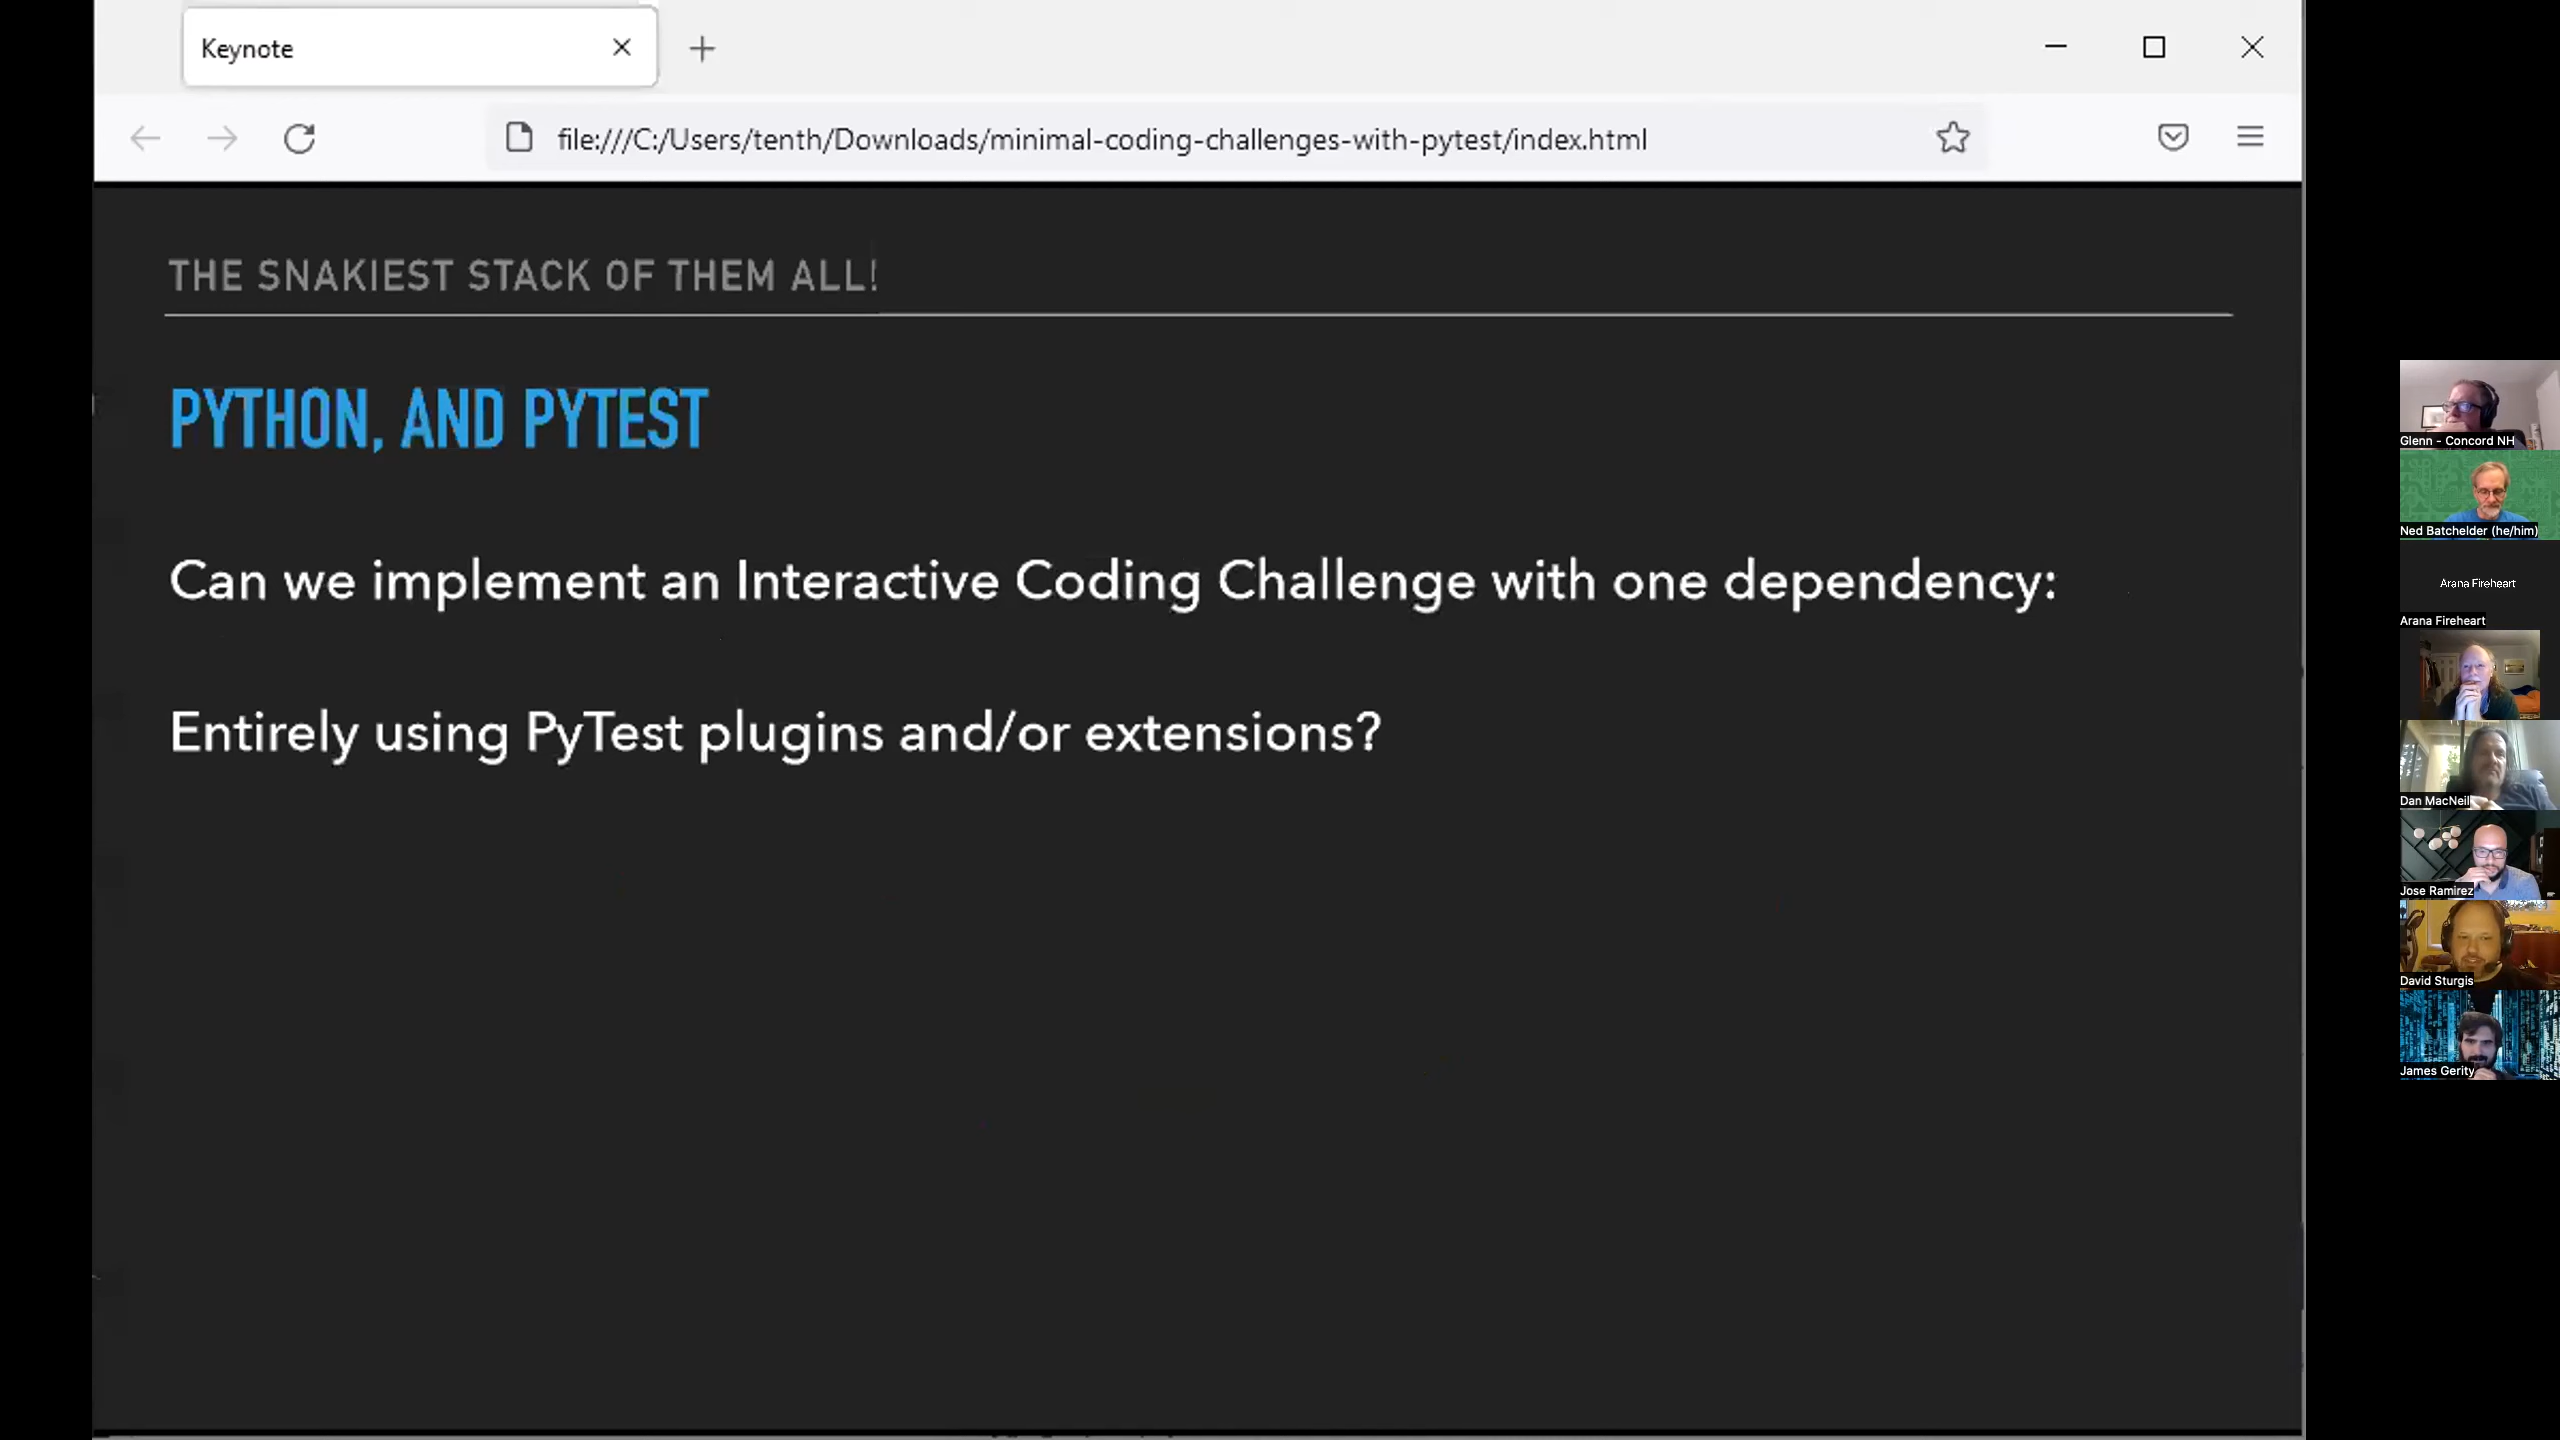 Keynote
file:///C:/Users/tenth/Downloads/minimal-coding-challenges-with-pytest/index.html
THE SNAKIEST STACK OF THEM ALL!
PYTHON, AND PYTEST
Can we implement an Interactive Coding Challenge with one dependency:
Entirely using PyTest plugins and/or extensions?
Glenn - Concord NH
Ned Batchelder (he/him)
Arana Fireheart
Arana Fireheart
Dan MacNeil
Jose Ramirez
David Sturgis
James Gerity